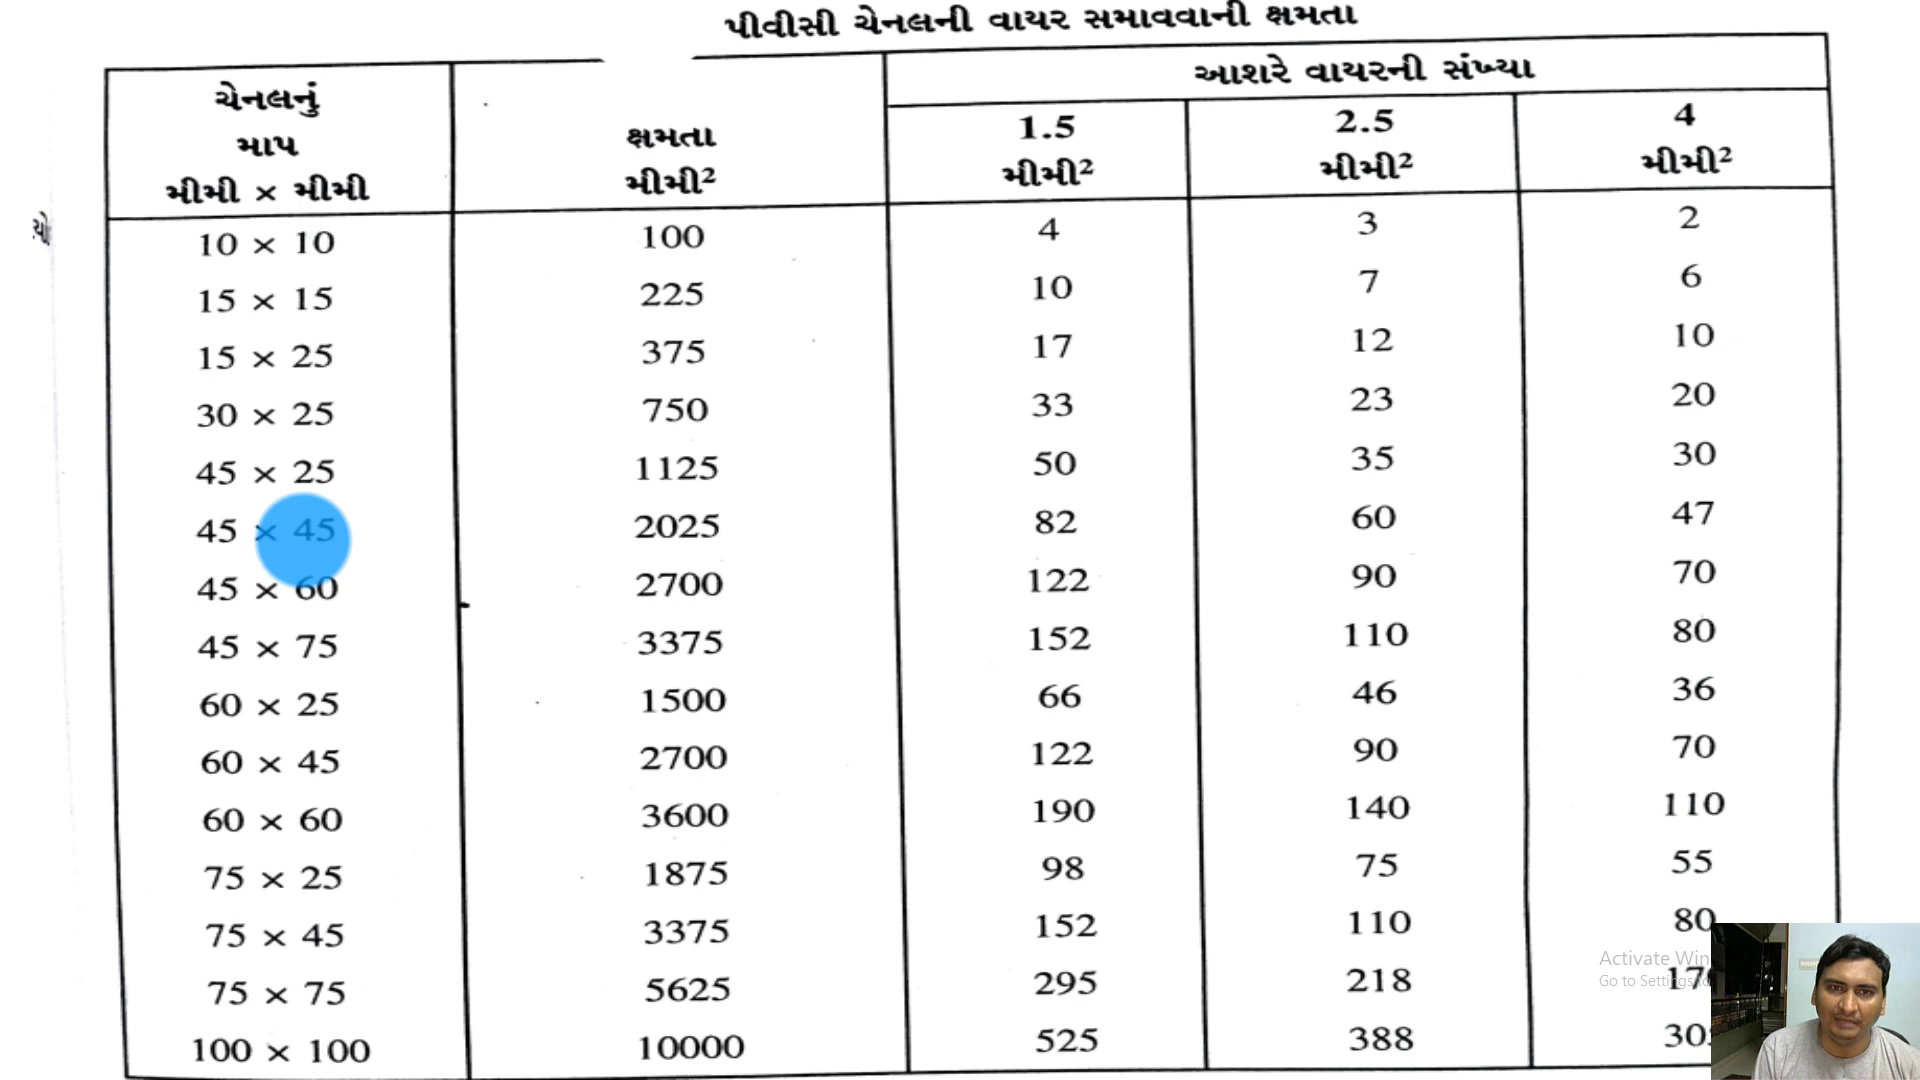 પીવીસી ચેનલની વાયર સમાવવાની ક્ષમતા
ચેનલનું માપ મીમી × મીમી
ક્ષમતા મીમી²
આશરે વાયરની સંખ્યા
1.5 મીમી²
2.5 મીમી²
4 મીમી²
10 × 10 100 4 3 2
15 × 15 225 10 7 6
15 × 25 375 17 12 10
30 × 25 750 33 23 20
45 × 25 1125 50 35 30
45 × 45 2025 82 60 47
45 × 60 2700 122 90 70
45 × 75 3375 152 110 80
60 × 25 1500 66 46 36
60 × 45 2700 122 90 70
60 × 60 3600 190 140 110
75 × 25 1875 98 75 55
75 × 45 3375 152 110 80
75 × 75 5625 295 218
100 × 100 10000 525 388
Activate Win
Go to Settings to